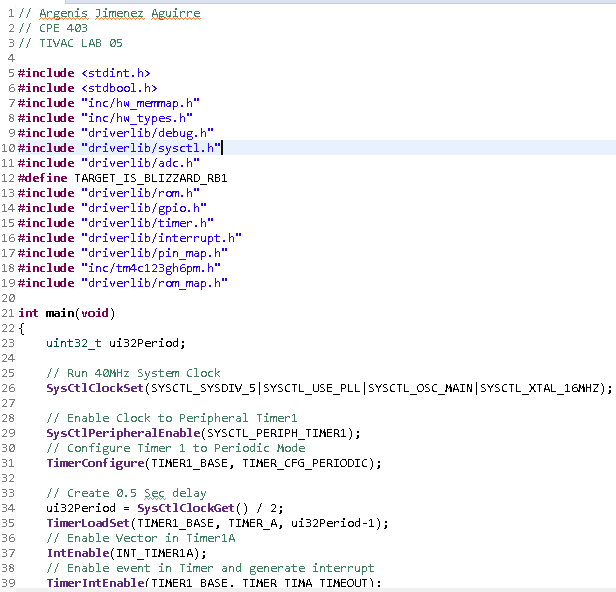 1 // Argenis Jimenez Aguirre
2 // CPE 403
3 // TIVAC LAB 05
4
5 #include <stdint.h>
6 #include <stdbool.h>
7 #include "inc/hw_memmap.h"
8 #include "inc/hw_types.h"
9 #include "driverlib/debug.h"
10 #include "driverlib/sysctl.h"
11 #include "driverlib/adc.h"
12 #define TARGET_IS_BLIZZARD_RB1
13 #include "driverlib/rom.h"
14 #include "driverlib/gpio.h"
15 #include "driverlib/timer.h"
16 #include "driverlib/interrupt.h"
17 #include "driverlib/pin_map.h"
18 #include "inc/tm4c123gh6pm.h"
19 #include "driverlib/rom_map.h"
20
21 int main(void)
22 {
23     uint32_t ui32Period;
24
25     // Run 40MHz System Clock
26     SysCtlClockSet(SYSCTL_SYSDIV_5|SYSCTL_USE_PLL|SYSCTL_OSC_MAIN|SYSCTL_XTAL_16MHZ);
27
28     // Enable Clock to Peripheral Timer1
29     SysCtlPeripheralEnable(SYSCTL_PERIPH_TIMER1);
30     // Configure Timer 1 to Periodic Mode
31     TimerConfigure(TIMER1_BASE, TIMER_CFG_PERIODIC);
32
33     // Create 0.5 Sec delay
34     ui32Period = SysCtlClockGet() / 2;
35     TimerLoadSet(TIMER1_BASE, TIMER_A, ui32Period-1);
36     // Enable Vector in Timer1A
37     IntEnable(INT_TIMER1A);
38     // Enable event in Timer and generate interrupt
39     TimerIntEnable(TIMER1_BASE, TIMER_TIMA_TIMEOUT);